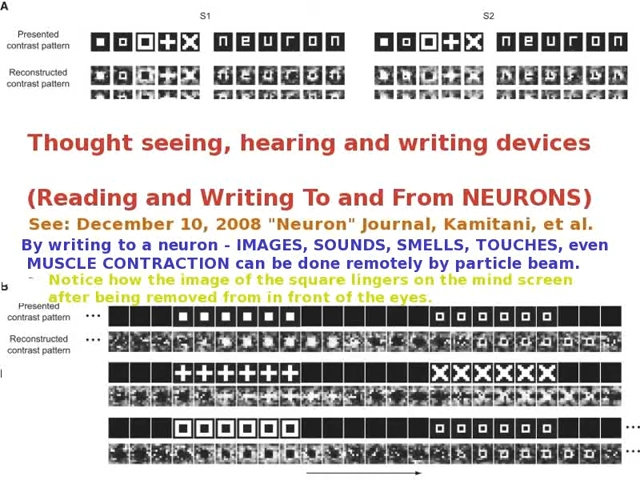 A
S1 S2
Presented
contrast pattern
neuron neuron
Reconstructed
contrast pattern
Thought seeing, hearing and writing devices
(Reading and Writing To and From NEURONS)
See: December 10, 2008 "Neuron" Journal, Kamitani, et al.
By writing to a neuron - IMAGES, SOUNDS, SMELLS, TOUCHES, even
MUSCLE CONTRACTION can be done remotely by particle beam.
- Notice how the image of the square lingers on the mind screen
after being removed from in front of the eyes.
B
Presented
contrast pattern
...
Reconstructed
contrast pattern
...
...
...